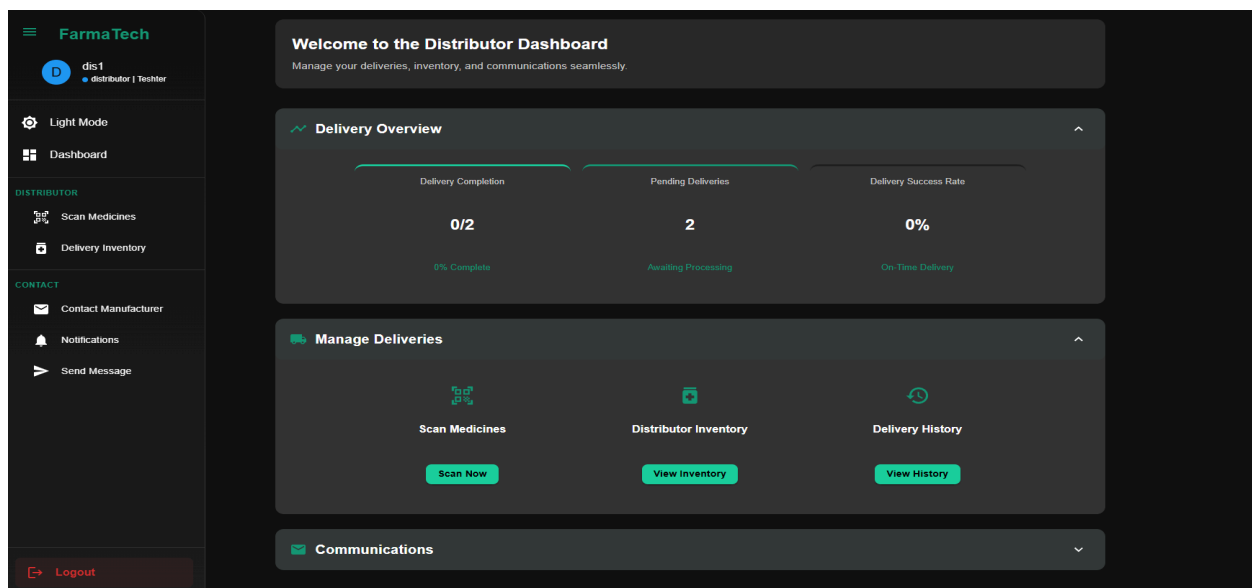 FarmaTech
D
dis1
distributor | Teshter
Light Mode
Dashboard
DISTRIBUTOR
Scan Medicines
Delivery Inventory
CONTACT
Contact Manufacturer
Notifications
Send Message
Logout
Welcome to the Distributor Dashboard
Manage your deliveries, inventory, and communications seamlessly.
Delivery Overview
Delivery Completion
0/2
0% Complete
Pending Deliveries
2
Awaiting Processing
Delivery Success Rate
0%
On-Time Delivery
Manage Deliveries
Scan Medicines
Scan Now
Distributor Inventory
View Inventory
Delivery History
View History
Communications